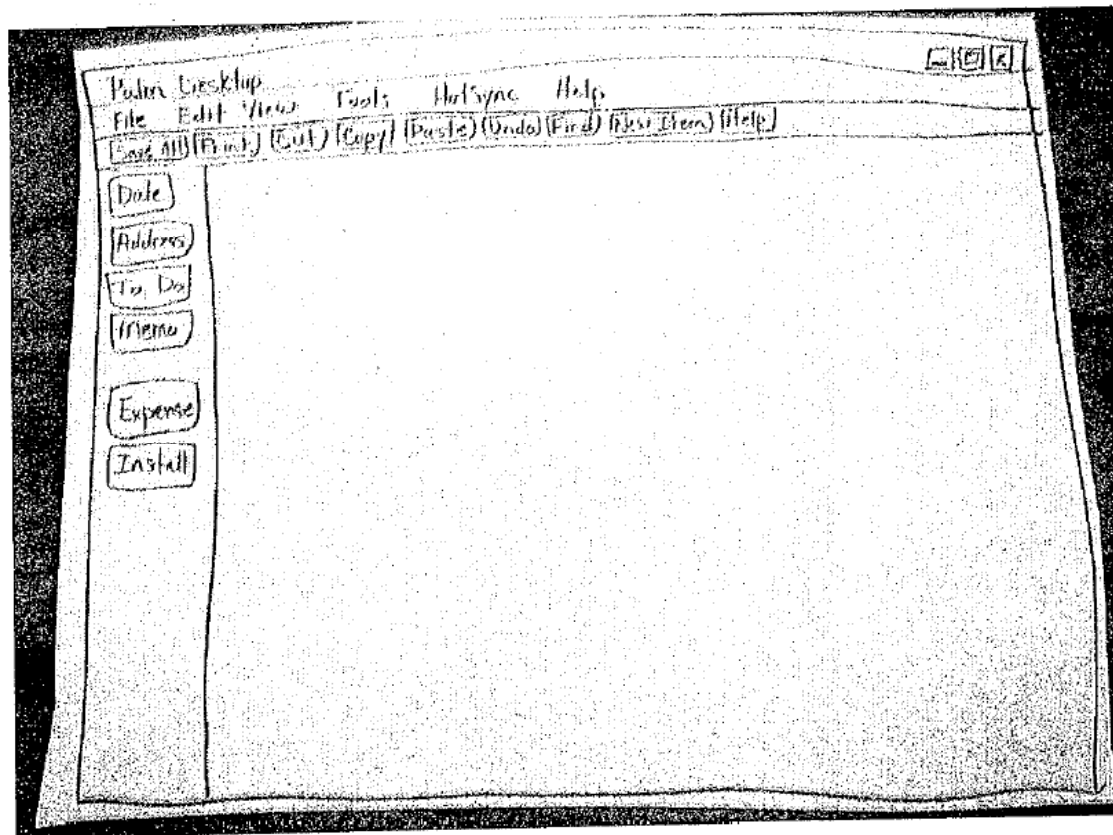 Palm Desktop
File Edit View Tools HotSync Help
Save All Print Cut Copy Paste Undo Find New Item Help
Date
Address
To Do
Memo
Expense
Install